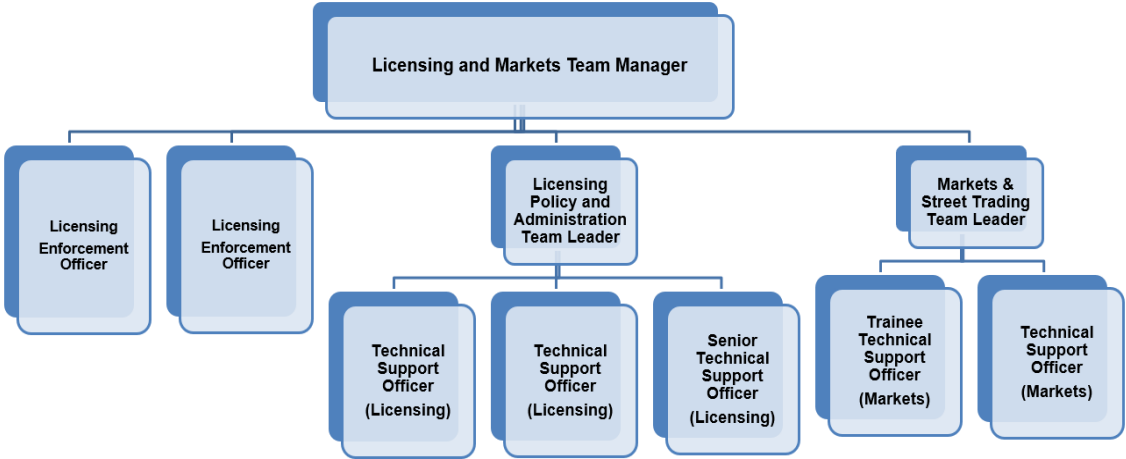 Licensing and Markets Team Manager
Licensing
Enforcement
Officer
Licensing
Enforcement
Officer
Licensing
Policy and
Administration
Team Leader
Markets &
Street Trading
Team Leader
Technical
Support
Officer
(Licensing)
Technical
Support
Officer
(Licensing)
Senior
Technical
Support
Officer
(Licensing)
Trainee
Technical
Support
Officer
(Markets)
Technical
Support
Officer
(Markets)